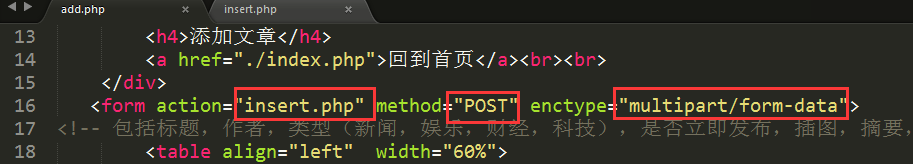 add.php insert.php
13 <h4>添加文章</h4>
14 <a href="./index.php">回到首页</a><br><br>
15 </div>
16 <form action="insert.php" method="POST" enctype="multipart/form-data">
17 <!-- 包括标题，作者，类型（新闻，娱乐，财经，科技），是否立即发布，插图，摘要，
18 <table align="left" width="60%">